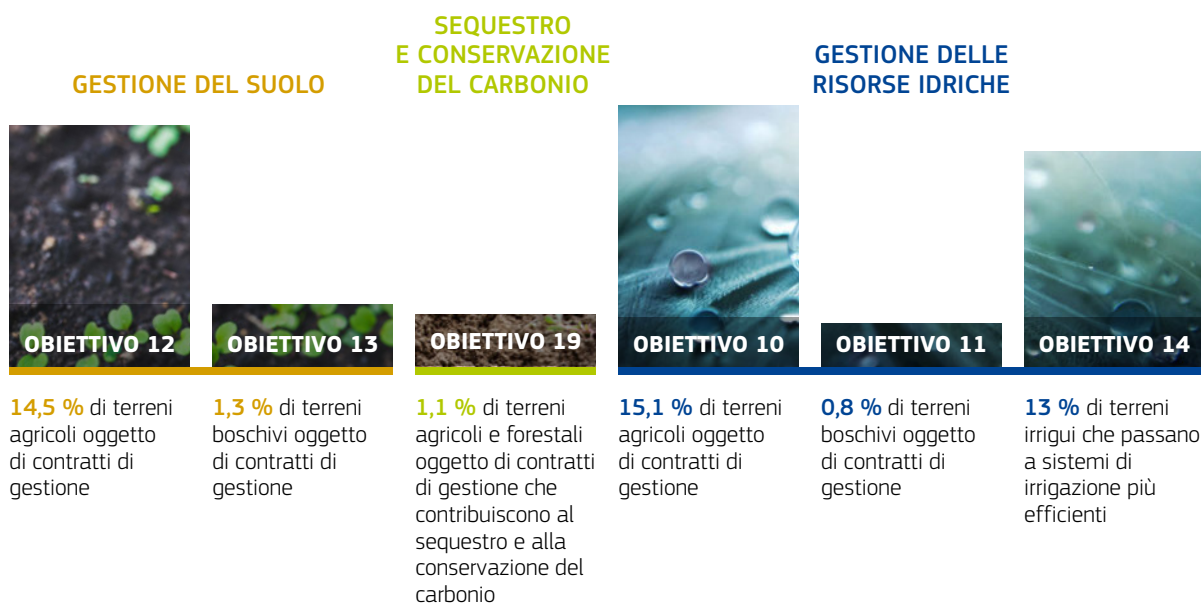 GESTIONE DEL SUOLO
SEQUESTRO
E CONSERVAZIONE
DEL CARBONIO
GESTIONE DELLE
RISORSE IDRICHE
OBIETTIVO 12
14,5 % di terreni
agricoli oggetto
di contratti di
gestione
OBIETTIVO 13
1,3 % di terreni
boschivi oggetto
di contratti di
gestione
OBIETTIVO 19
1,1 % di terreni
agricoli e forestali
oggetto di contratti
di gestione che
contribuiscono al
sequestro e alla
conservazione del
carbonio
OBIETTIVO 10
15,1 % di terreni
agricoli oggetto
di contratti di
gestione
OBIETTIVO 11
0,8 % di terreni
boschivi oggetto
di contratti di
gestione
OBIETTIVO 14
13 % di terreni
irrigui che passano
a sistemi di
irrigazione più
efficienti